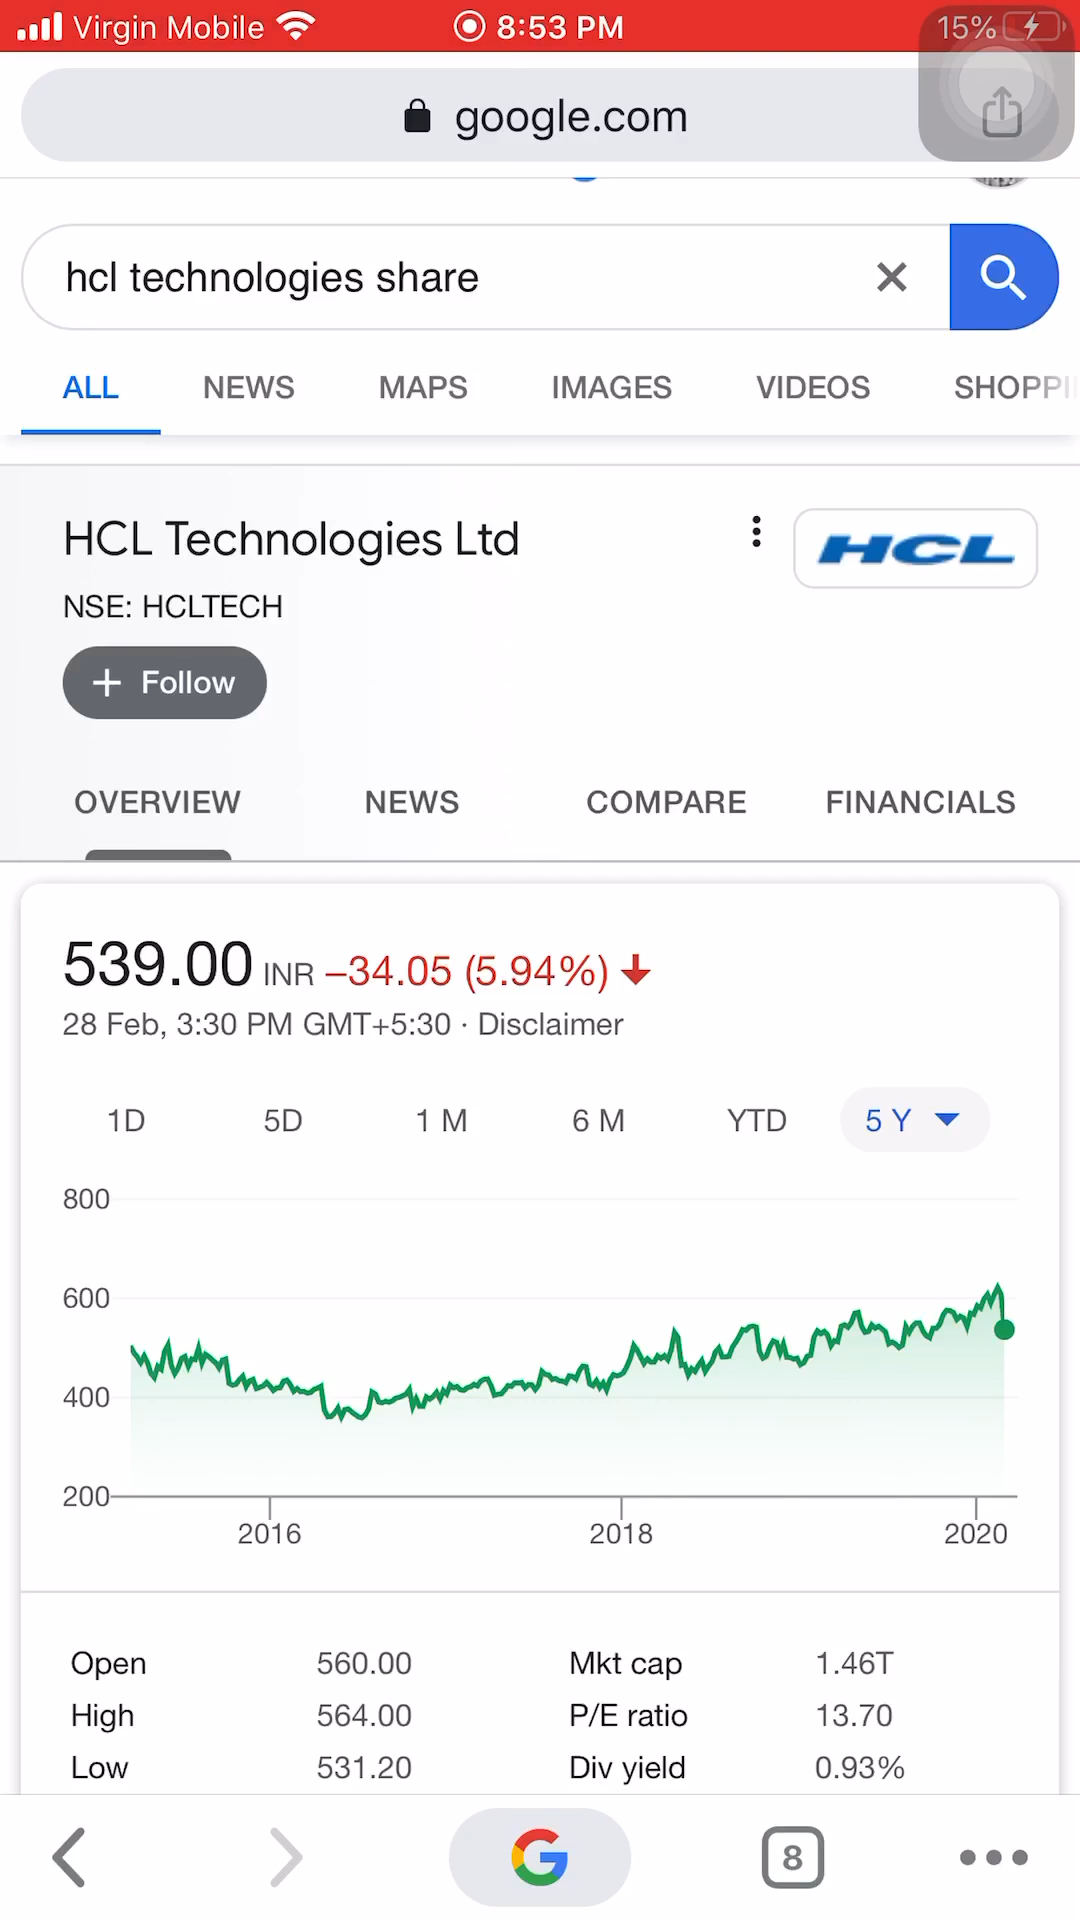 Virgin Mobile 8:53 PM 15%
google.com
hcl technologies share
ALL NEWS MAPS IMAGES VIDEOS SHOPPI
HCL Technologies Ltd
HCL
NSE: HCLTECH
+ Follow
OVERVIEW NEWS COMPARE FINANCIALS
539.00 INR −34.05 (5.94%)
28 Feb, 3:30 PM GMT+5:30 · Disclaimer
1D 5D 1 M 6 M YTD 5 Y
800
600
400
200
2016 2018 2020
Open 560.00 Mkt cap 1.46T
High 564.00 P/E ratio 13.70
Low 531.20 Div yield 0.93%
G 8